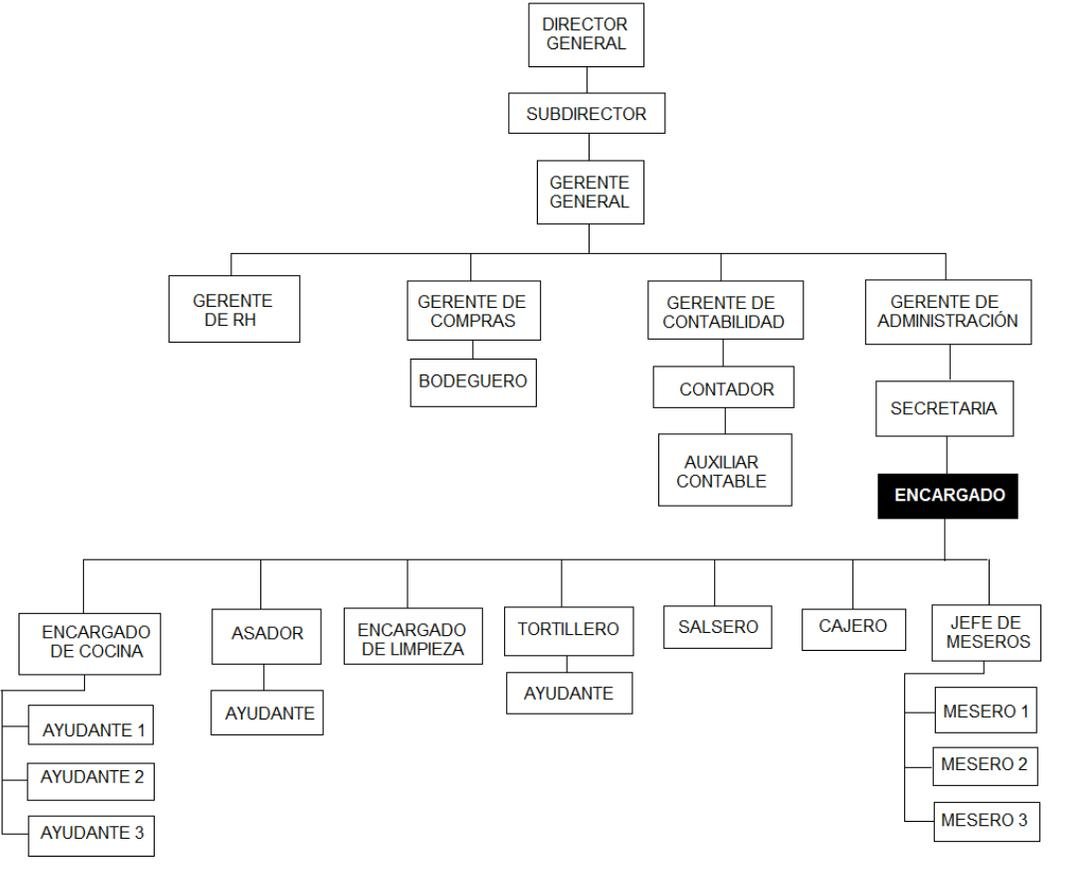 DIRECTOR
GENERAL
SUBDIRECTOR
GERENTE
GENERAL
GERENTE
DE RH
GERENTE DE
COMPRAS
GERENTE DE
CONTABILIDAD
GERENTE DE
ADMINISTRACIÓN
BODEGUERO
CONTADOR
SECRETARIA
AUXILIAR
CONTABLE
ENCARGADO
ENCARGADO
DE COCINA
ASADOR
ENCARGADO
DE LIMPIEZA
TORTILLERO
SALSERO
CAJERO
JEFE DE
MESEROS
AYUDANTE 1
AYUDANTE 2
AYUDANTE 3
AYUDANTE
AYUDANTE
MESERO 1
MESERO 2
MESERO 3